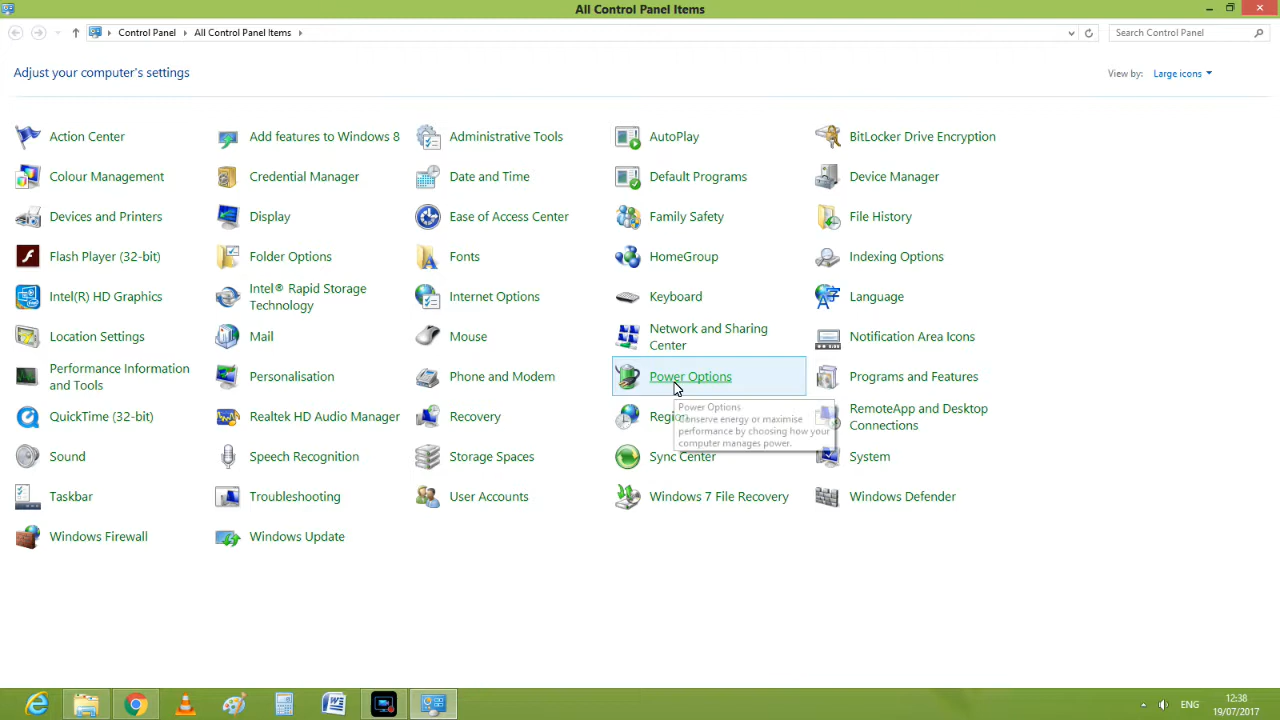 All Control Panel Items
Control Panel
All Control Panel Items
Search Control Panel
Adjust your computer's settings
View by:
Large icons
Action Center
Add features to Windows 8
Administrative Tools
AutoPlay
BitLocker Drive Encryption
Colour Management
Credential Manager
Date and Time
Default Programs
Device Manager
Devices and Printers
Display
Ease of Access Center
Family Safety
File History
Flash Player (32-bit)
Folder Options
Fonts
HomeGroup
Indexing Options
Intel(R) HD Graphics
Intel® Rapid Storage
Technology
Internet Options
Keyboard
Language
Location Settings
Mail
Mouse
Network and Sharing
Center
Notification Area Icons
Performance Information
and Tools
Personalisation
Phone and Modem
Power Options
Programs and Features
QuickTime (32-bit)
Realtek HD Audio Manager
Recovery
Region
Power Options
Conserve energy or maximise
performance by choosing how your
computer manages power.
RemoteApp and Desktop
Connections
Sound
Speech Recognition
Storage Spaces
Sync Center
System
Taskbar
Troubleshooting
User Accounts
Windows 7 File Recovery
Windows Defender
Windows Firewall
Windows Update
ENG
12:38
19/07/2017